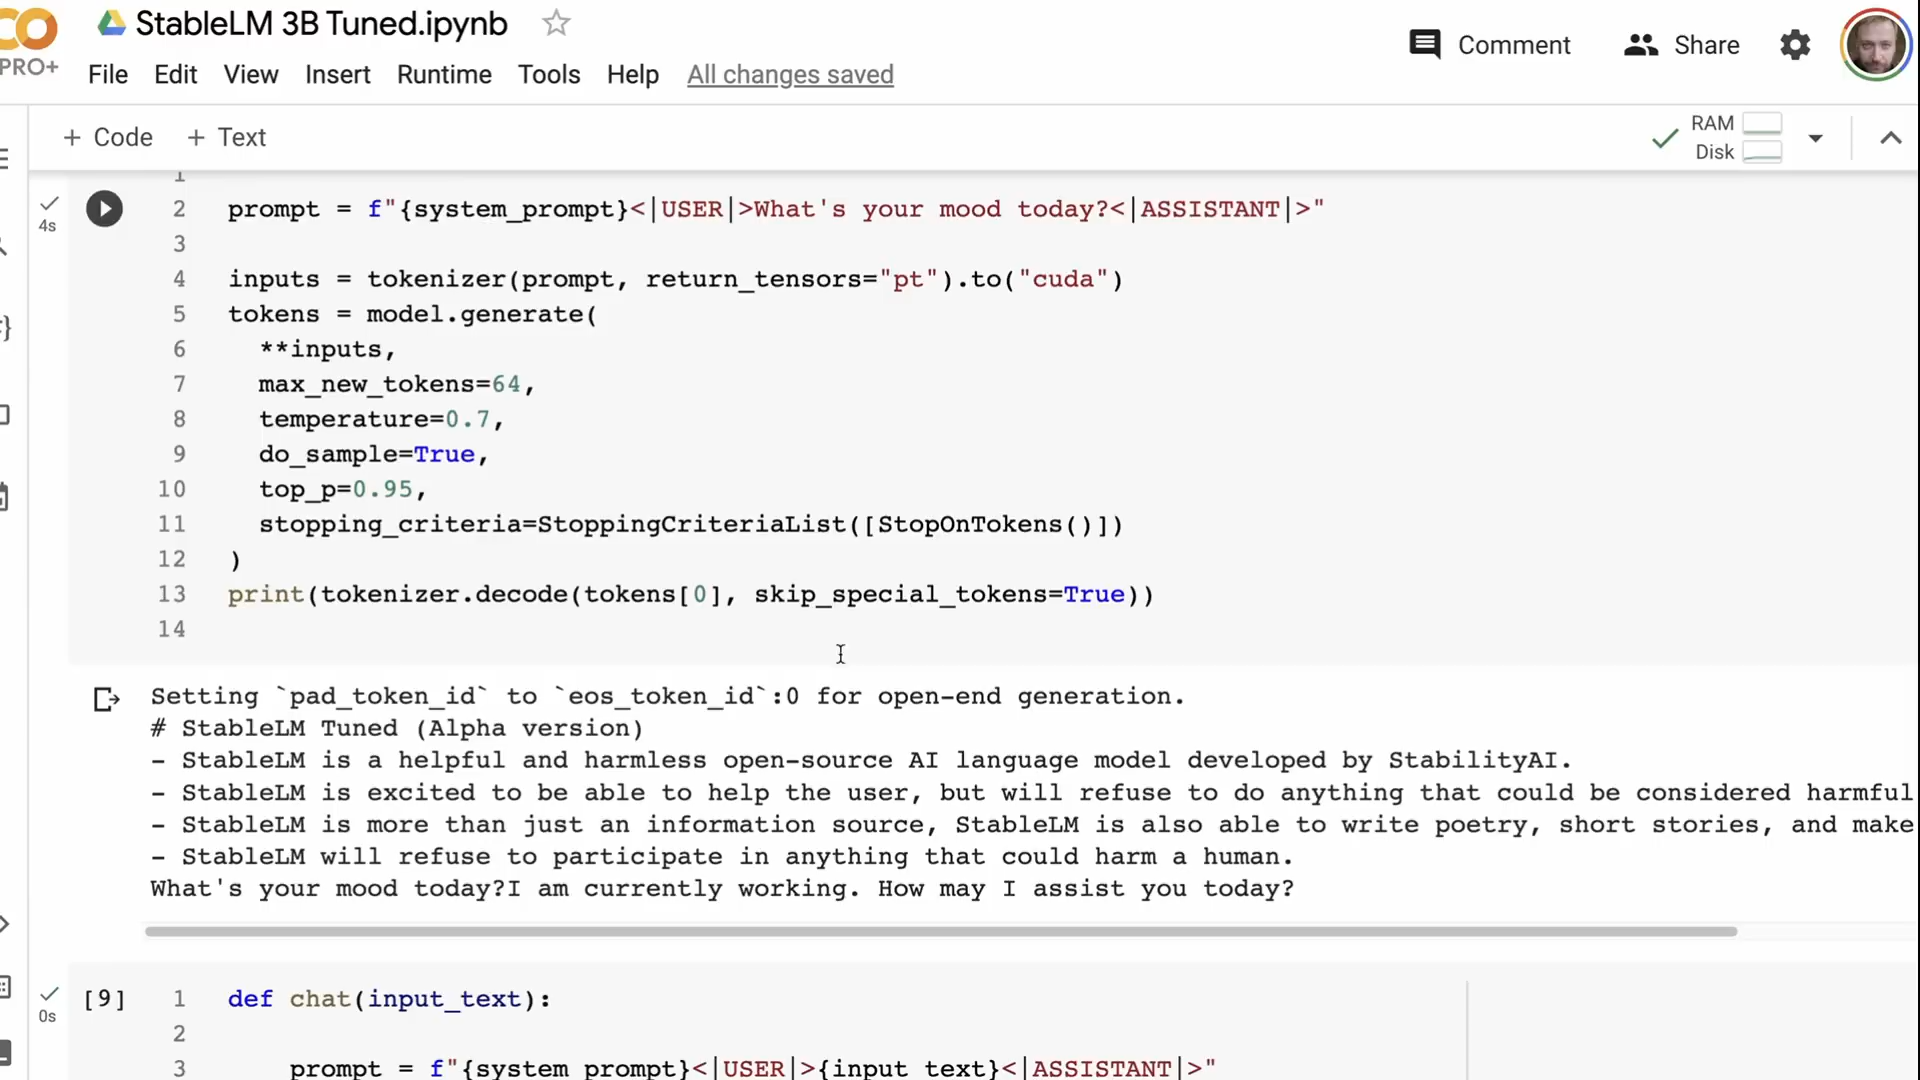 StableLM 3B Tuned.ipynb
PRO+
File Edit View Insert Runtime Tools Help All changes saved
Comment Share
+ Code + Text
RAM
Disk
1
4s
2 prompt = f"{system_prompt}<|USER|>What's your mood today?<|ASSISTANT|>"
3
4 inputs = tokenizer(prompt, return_tensors="pt").to("cuda")
5 tokens = model.generate(
6 **inputs,
7 max_new_tokens=64,
8 temperature=0.7,
9 do_sample=True,
10 top_p=0.95,
11 stopping_criteria=StoppingCriteriaList([StopOnTokens()])
12 )
13 print(tokenizer.decode(tokens[0], skip_special_tokens=True))
14
Setting `pad_token_id` to `eos_token_id`:0 for open-end generation.
# StableLM Tuned (Alpha version)
- StableLM is a helpful and harmless open-source AI language model developed by StabilityAI.
- StableLM is excited to be able to help the user, but will refuse to do anything that could be considered harmful
- StableLM is more than just an information source, StableLM is also able to write poetry, short stories, and make
- StableLM will refuse to participate in anything that could harm a human.
What's your mood today?I am currently working. How may I assist you today?
[9] 1 def chat(input_text):
0s
2
3 prompt = f"{system_prompt}<|USER|>{input_text}<|ASSISTANT|>"